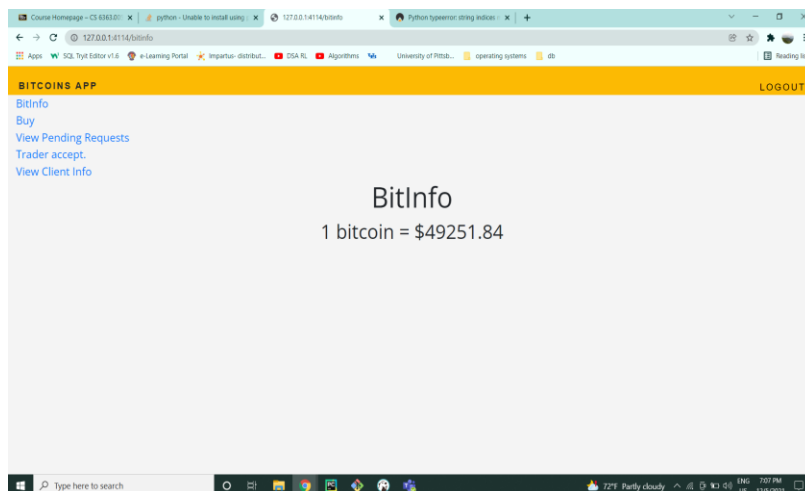 Course Homepage – CS 6363.00
python - Unable to install using
127.0.0.1:4114/bitinfo
Python typeerror: string indices
127.0.0.1:4114/bitinfo
Apps
SQL Tryit Editor v1.6
e-Learning Portal
Impartus- distribut...
DSA RL
Algorithms
University of Pittsb...
operating systems
db
Reading lis
BITCOINS APP
LOGOUT
BitInfo
Buy
View Pending Requests
Trader accept.
View Client Info
BitInfo
1 bitcoin = $49251.84
Type here to search
72°F Partly cloudy
ENG
7:07 PM